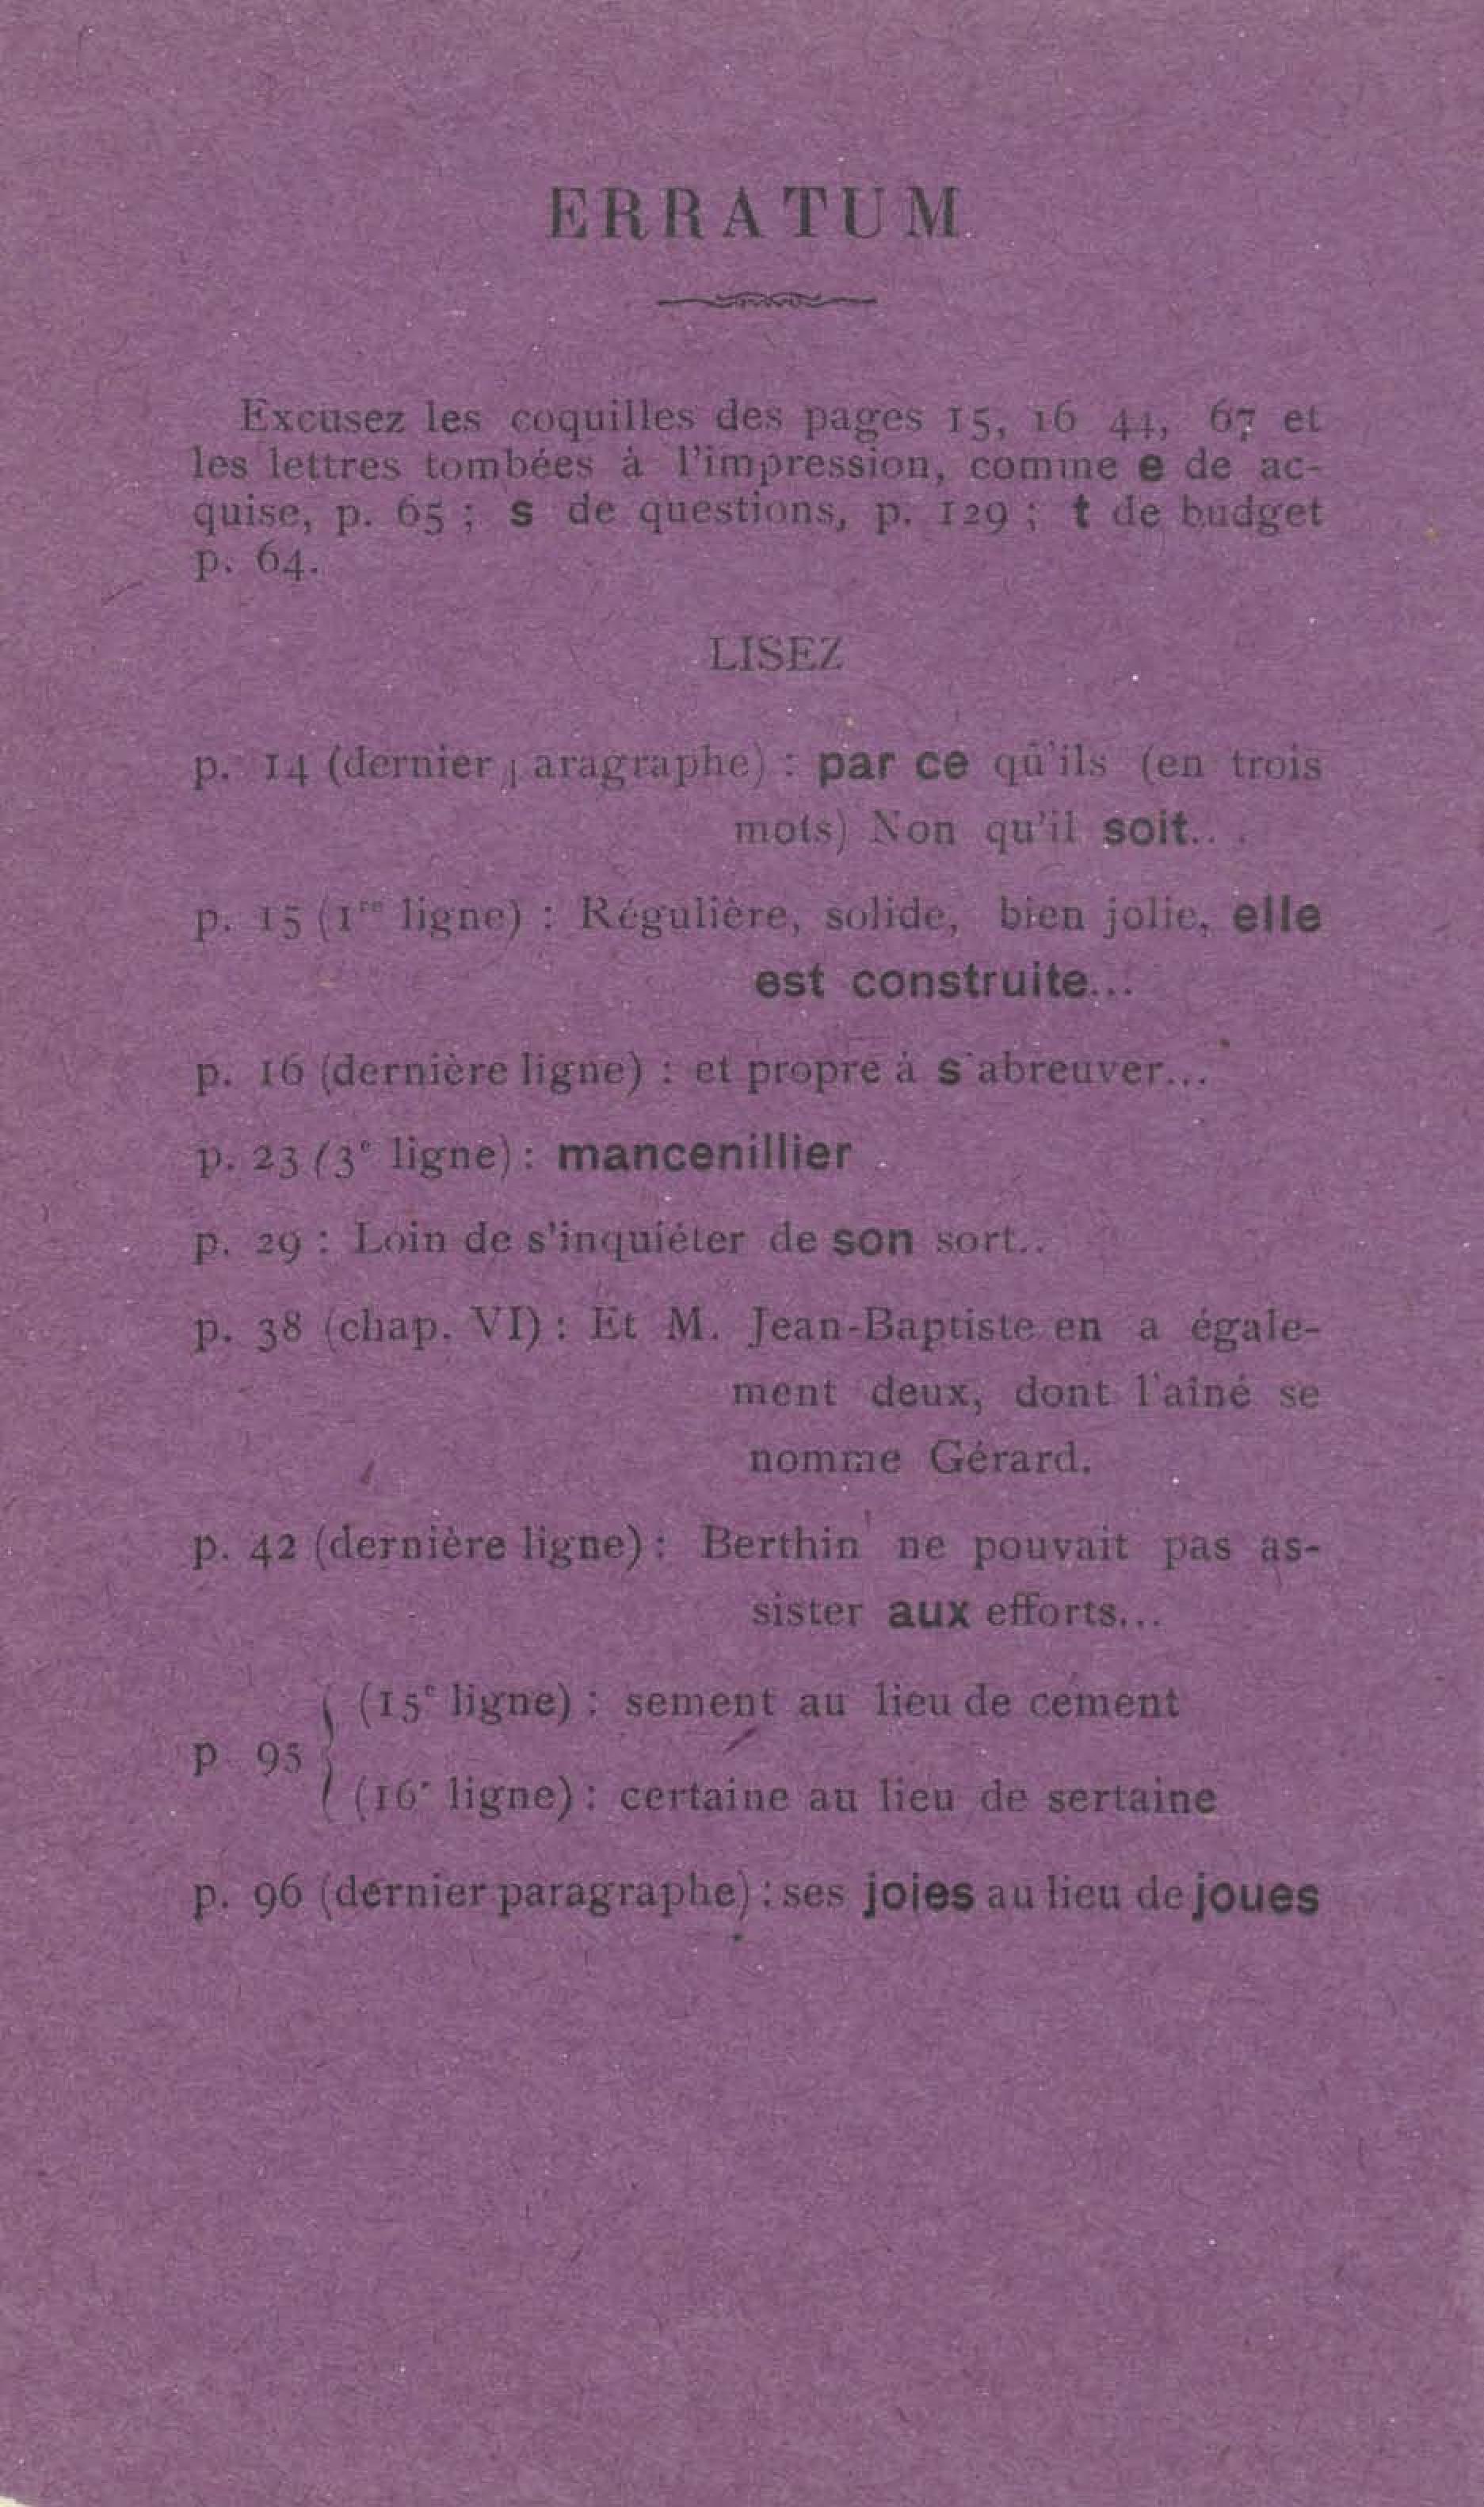 ERRATUM
Excusez les coquilles des pages 15, 16 44, 67 et
les lettres tombées à l'impression, comme e de ac-
quise, p. 65 ; s de questions, p. 129 ; t de budget
p. 64.
LISEZ
p. 14 (dernier paragraphe) : par ce qu'ils (en trois
mots) Non qu'il soit...
p. 15 (1re ligne) : Régulière, solide, bien jolie, elle
est construite...
p. 16 (dernière ligne) : et propre à s'abreuver...
p. 23 (3e ligne) : mancenillier
p. 29 : Loin de s'inquiéter de son sort..
p. 38 (chap. VI) : Et M. Jean-Baptiste en a égale-
ment deux, dont l'aîné se
nomme Gérard.
p. 42 (dernière ligne) : Berthin ne pouvait pas as-
sister aux efforts...
(15e ligne) : sement au lieu de cement
p 95
(16e ligne) : certaine au lieu de sertaine
p. 96 (dernier paragraphe) : ses joies au lieu de joues